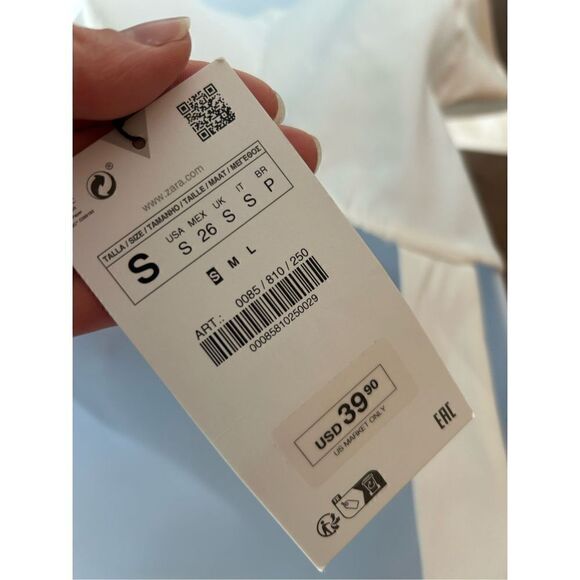 www.zara.com
TALLA / SIZE / TAMANHO / TAILLE / MAAT / ΜΕΓΕΘΟΣ
S
USA MEX UK IT BR
S 26 S S P
S M L
ART.: 0085 / 810 / 250
00085810250029
USD 39.90
US MARKET ONLY
EAC
FR